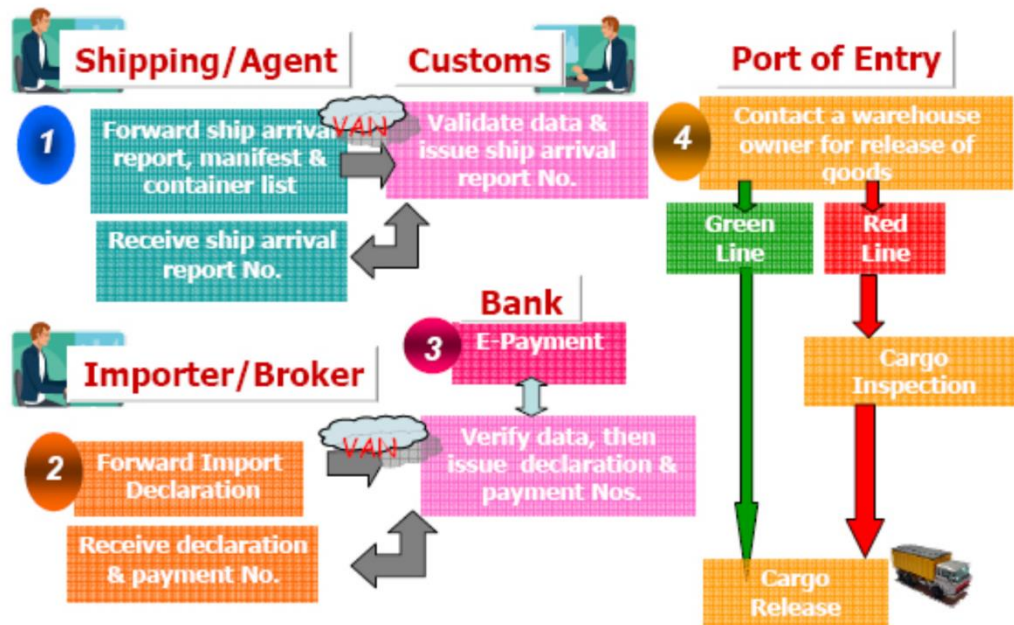 Shipping/Agent
Customs
1
Forward ship arrival
report, manifest &
container list
VAN
Validate data &
issue ship arrival
report No.
Receive ship arrival
report No.
Importer/Broker
2
Forward Import
Declaration
VAN
Verify data, then
issue declaration &
payment Nos.
Receive declaration
& payment No.
Bank
3
E-Payment
Port of Entry
4
Contact a warehouse
owner for release of
goods
Green
Line
Red
Line
Cargo
Inspection
Cargo
Release